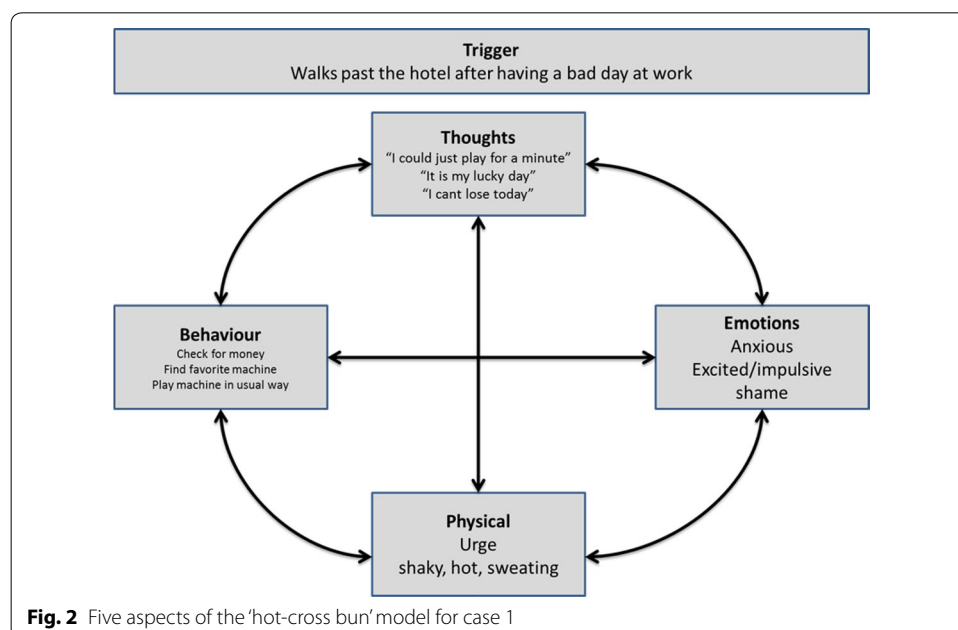 Trigger
Walks past the hotel after having a bad day at work
Thoughts
“I could just play for a minute”
“It is my lucky day”
“I cant lose today”
Behaviour
Check for money
Find favorite machine
Play machine in usual way
Emotions
Anxious
Excited/impulsive
shame
Physical
Urge
shaky, hot, sweating
Fig. 2 Five aspects of the ‘hot-cross bun’ model for case 1